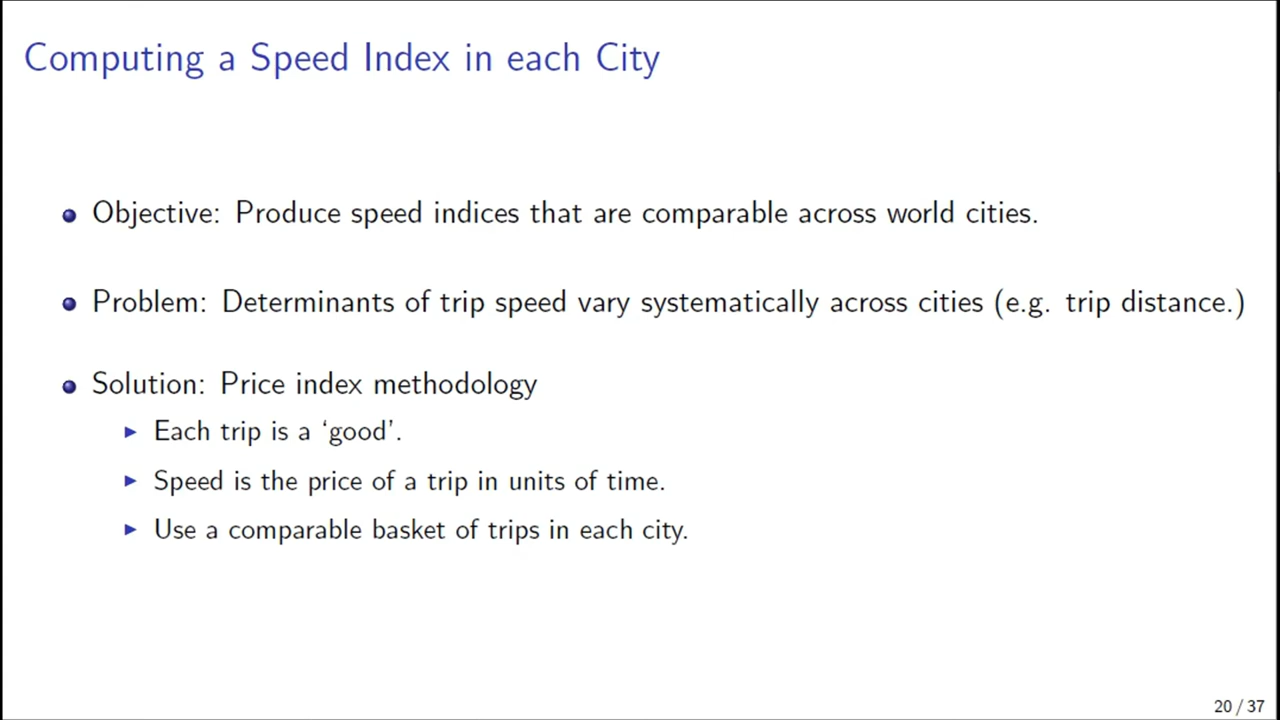 Computing a Speed Index in each City
Objective: Produce speed indices that are comparable across world cities.
Problem: Determinants of trip speed vary systematically across cities (e.g. trip distance.)
Solution: Price index methodology
Each trip is a ‘good’.
Speed is the price of a trip in units of time.
Use a comparable basket of trips in each city.
20 / 37